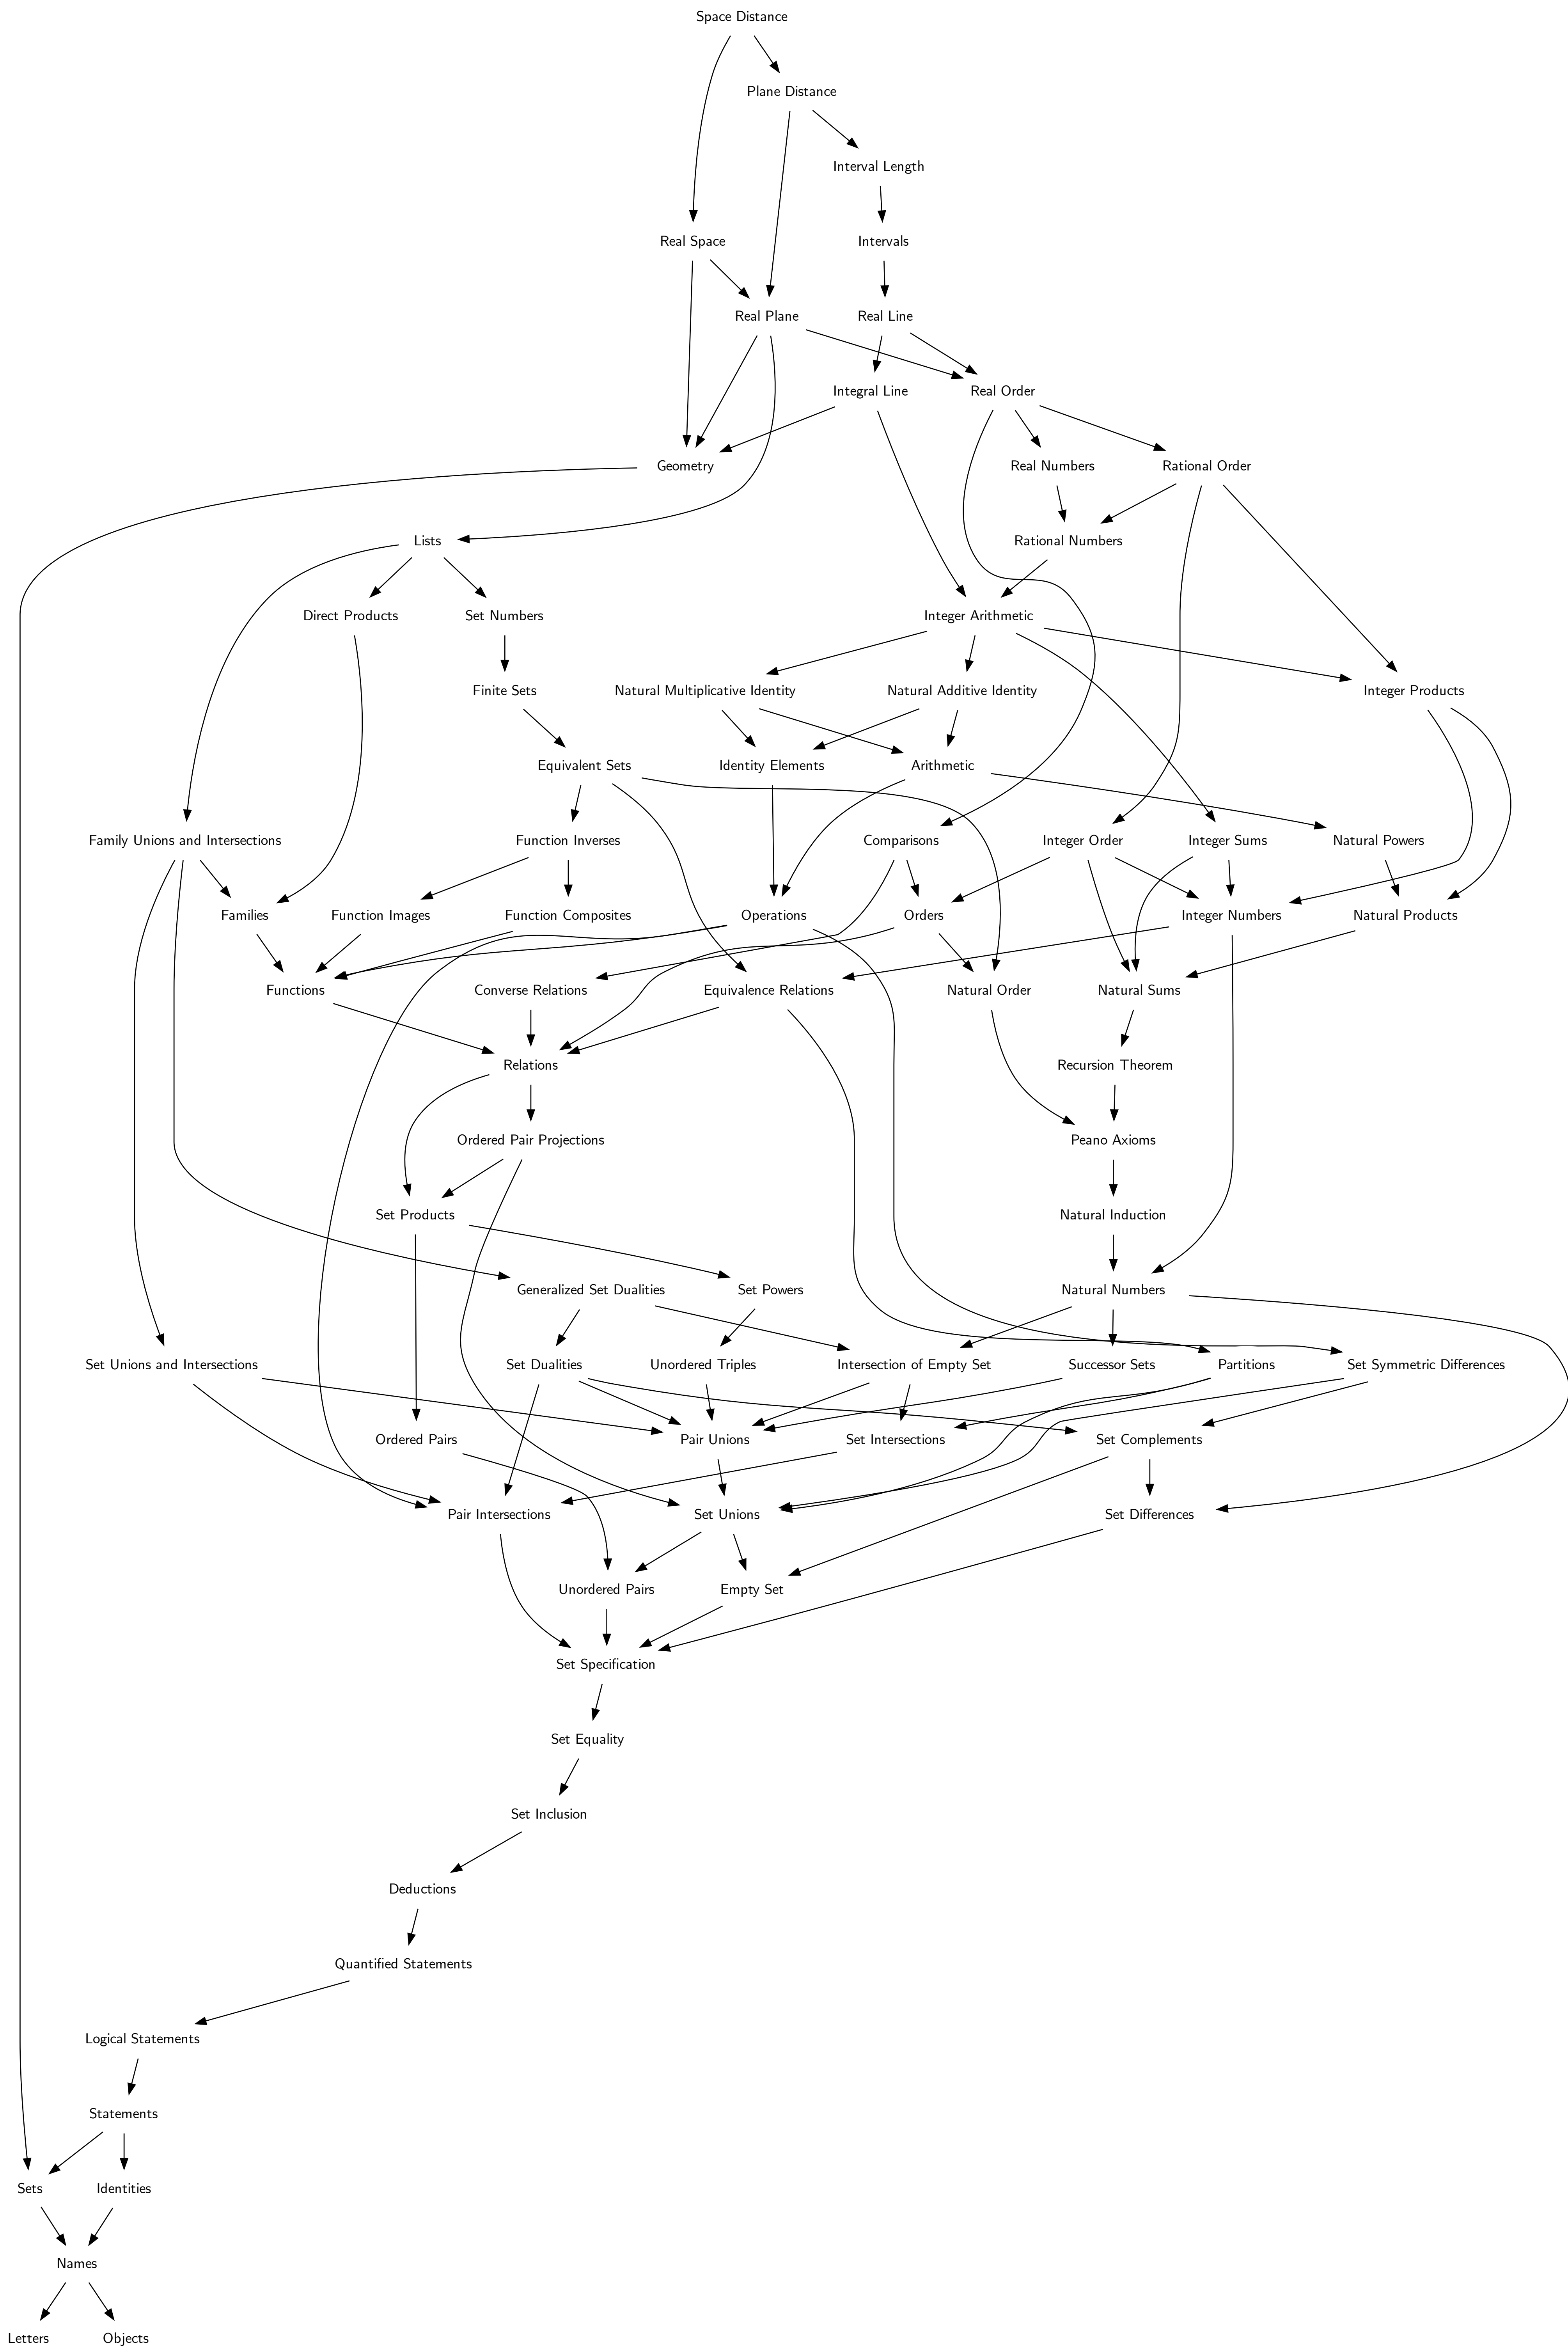 Space Distance
Plane Distance
Interval Length
Real Space
Intervals
Real Plane
Real Line
Integral Line
Real Order
Geometry
Real Numbers
Rational Order
Lists
Rational Numbers
Direct Products
Set Numbers
Integer Arithmetic
Finite Sets
Natural Multiplicative Identity
Natural Additive Identity
Integer Products
Equivalent Sets
Identity Elements
Arithmetic
Family Unions and Intersections
Function Inverses
Comparisons
Integer Order
Integer Sums
Natural Powers
Families
Function Images
Function Composites
Operations
Orders
Integer Numbers
Natural Products
Functions
Converse Relations
Equivalence Relations
Natural Order
Natural Sums
Relations
Recursion Theorem
Ordered Pair Projections
Peano Axioms
Set Products
Natural Induction
Generalized Set Dualities
Set Powers
Natural Numbers
Set Unions and Intersections
Set Dualities
Unordered Triples
Intersection of Empty Set
Successor Sets
Partitions
Set Symmetric Differences
Ordered Pairs
Pair Unions
Set Intersections
Set Complements
Pair Intersections
Set Unions
Set Differences
Unordered Pairs
Empty Set
Set Specification
Set Equality
Set Inclusion
Deductions
Quantified Statements
Logical Statements
Statements
Sets
Identities
Names
Letters
Objects